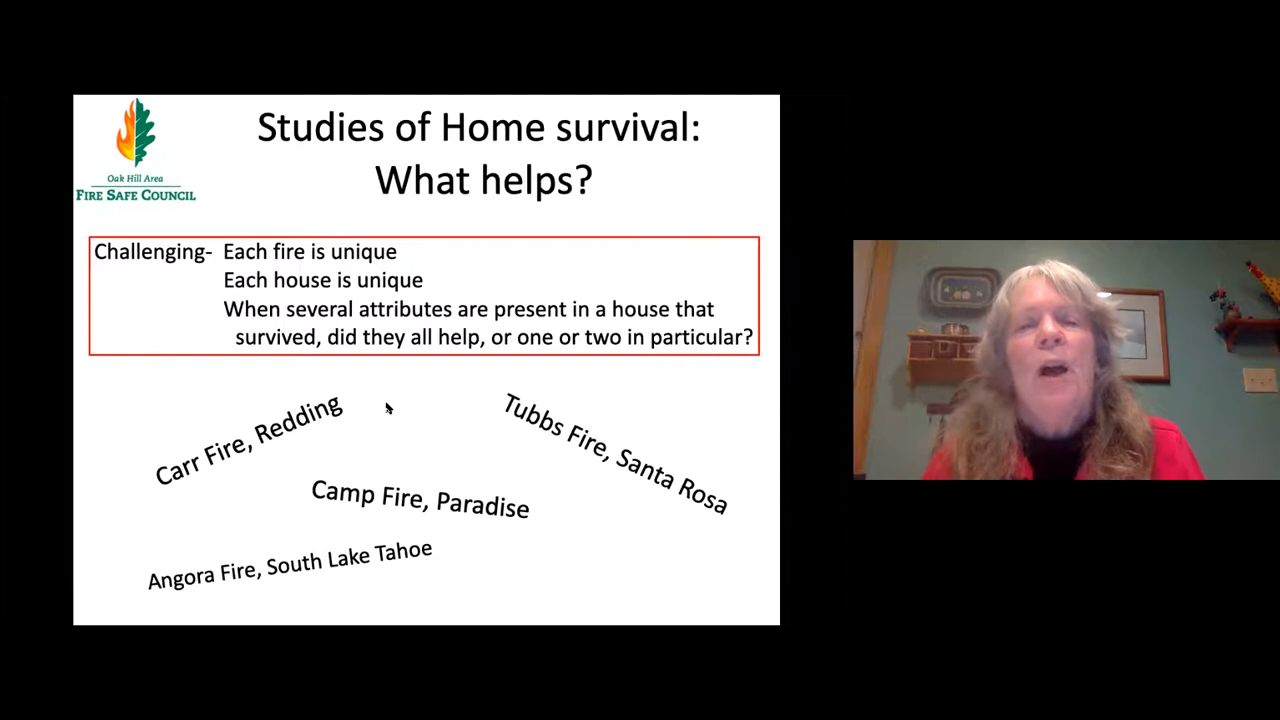 Oak Hill Area
FIRE SAFE COUNCIL
Studies of Home survival:
What helps?
Challenging- Each fire is unique
Each house is unique
When several attributes are present in a house that
survived, did they all help, or one or two in particular?
Carr Fire, Redding
Tubbs Fire, Santa Rosa
Camp Fire, Paradise
Angora Fire, South Lake Tahoe